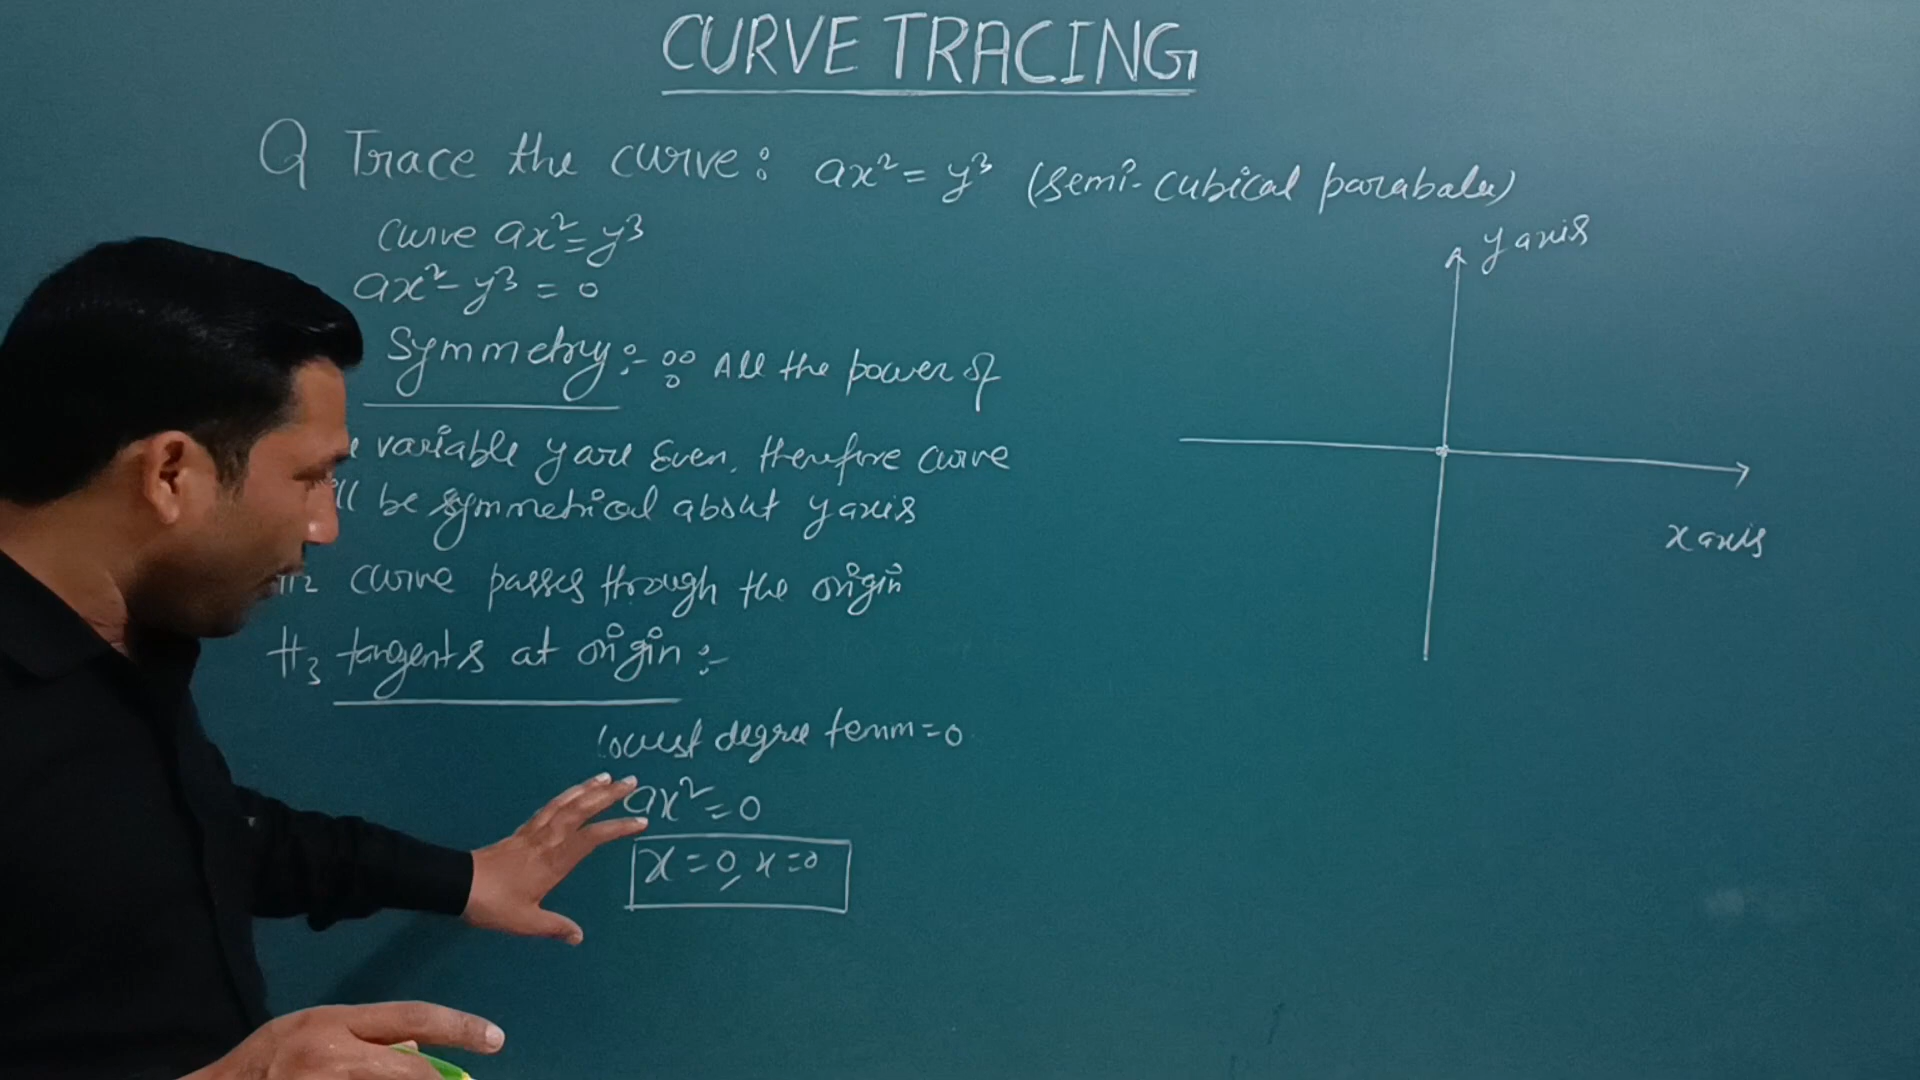 CURVE TRACING
Q Trace the curve: ax² = y³ (semi-cubical parabala)
Curve ax² = y³
ax² - y³ = 0
Symmetry:- ∵ All the power of
variable y are Even, therefore curve
be symmetrical about y axis
curve passes through the origin
#3 tangents at origin:-
lowest degree term = 0
ax² = 0
x = 0, x = 0
y axis
x axis